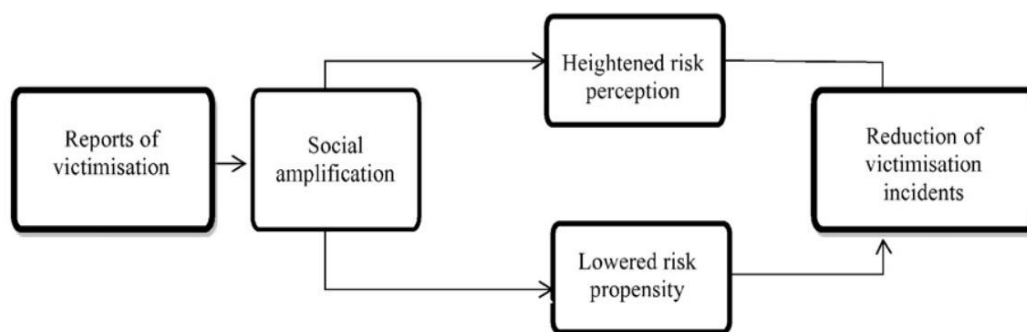 Reports of
victimisation
Social
amplification
Heightened risk
perception
Lowered risk
propensity
Reduction of
victimisation
incidents